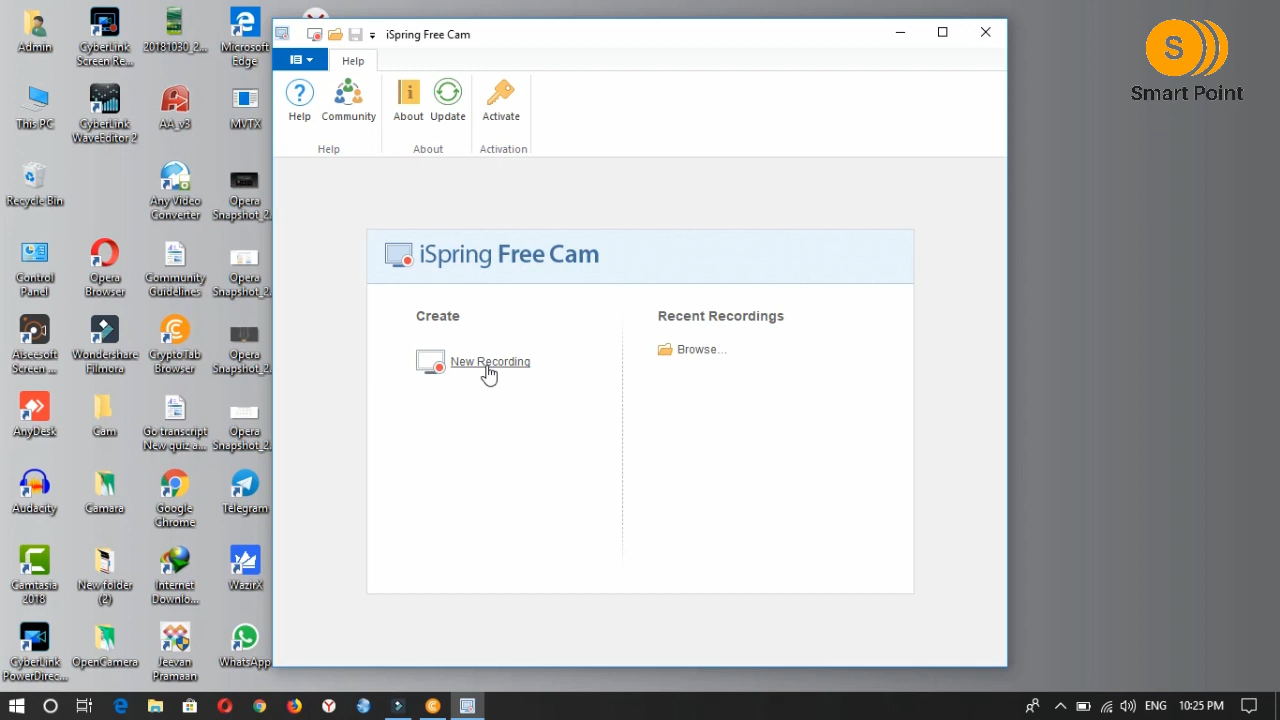 iSpring Free Cam
S
Smart Point
Help
Help
Community
About
Update
Activate
Help
About
Activation
iSpring Free Cam
Create
New Recording
Recent Recordings
Browse...
Admin
CyberLink
Screen Re...
20181030_2...
Microsoft
Edge
This PC
CyberLink
WaveEditor 2
AA_v3
MVTX
Recycle Bin
Any Video
Converter
Opera
Snapshot_2...
Control
Panel
Opera
Browser
Community
Guidelines
Opera
Snapshot_2...
Aiseesoft
Screen ...
Wondershare
Filmora
CryptoTab
Browser
Opera
Snapshot_2...
AnyDesk
Cam
Go transcript
New quiz a...
Opera
Snapshot_2...
Audacity
Camara
Google
Chrome
Telegram
Camtasia
2018
New folder
(2)
Internet
Downlo...
WazirX
CyberLink
PowerDirec...
OpenCamera
Jeevan
Pramaan
WhatsApp
ENG
10:25 PM